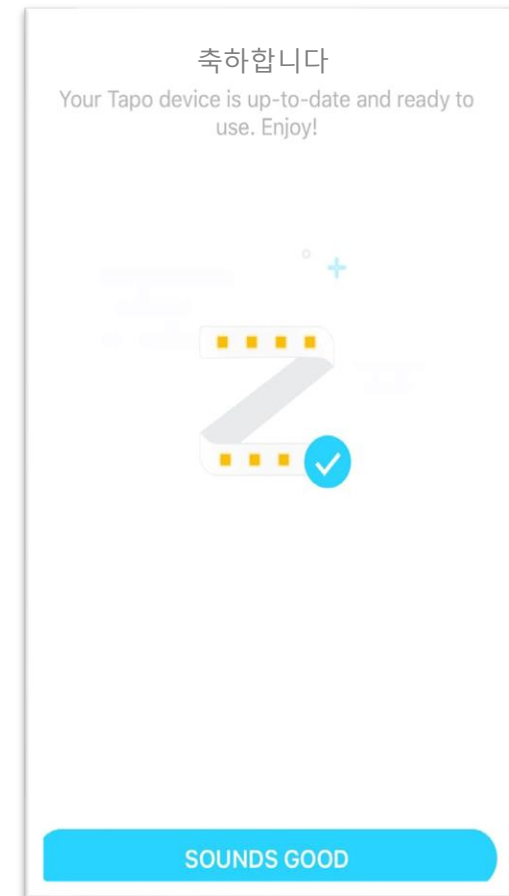 축하합니다
Your Tapo device is up-to-date and ready to
use. Enjoy!
SOUNDS GOOD